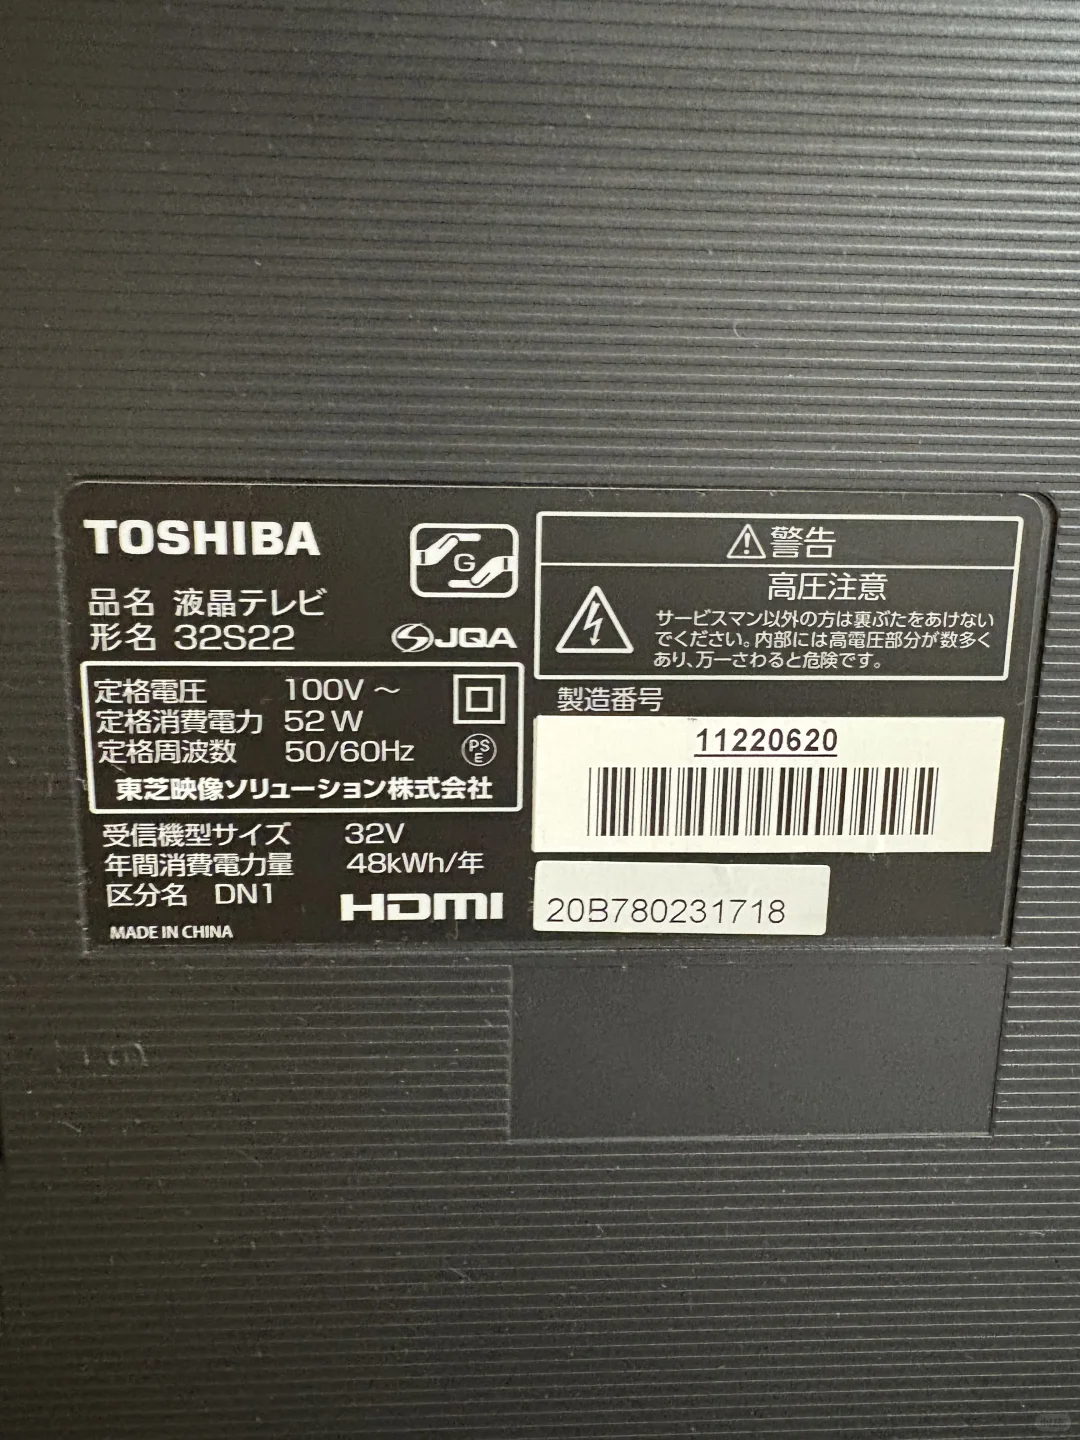 TOSHIBA
G
品名 液晶テレビ
形名 32S22
JQA
定格電圧 100V～
定格消費電力 52W
定格周波数 50/60Hz
PS
E
東芝映像ソリューション株式会社
受信機型サイズ 32V
年間消費電力量 48kWh/年
区分名 DN1
HDMI
MADE IN CHINA
警告
高圧注意
サービスマン以外の方は裏ぶたをあけない
でください。内部には高電圧部分が数多く
あり、万一さわると危険です。
製造番号
11220620
20B780231718